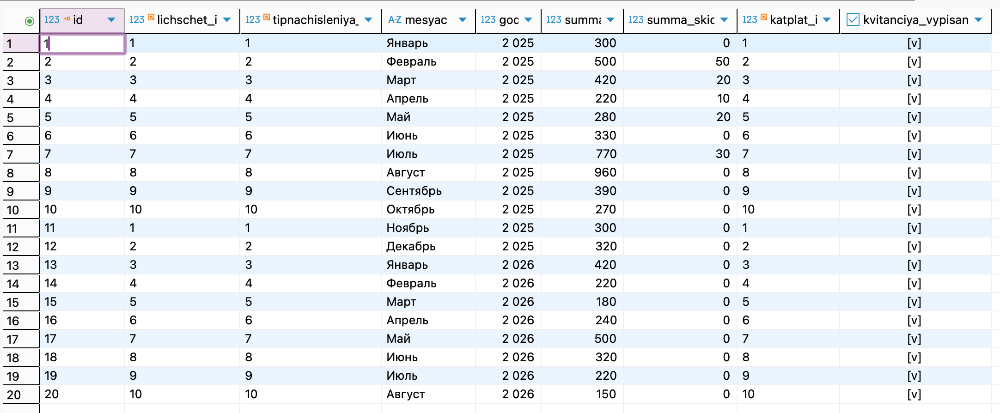 123 id 123 lichschet_i 123 tipnachisleniya_ A-Z mesyac 123 goc 123 summa 123 summa_skic 123 katplat_i kvitanciya_vypisan
1 1 1 1 Январь 2 025 300 0 1 [v]
2 2 2 2 Февраль 2 025 500 50 2 [v]
3 3 3 3 Март 2 025 420 20 3 [v]
4 4 4 4 Апрель 2 025 220 10 4 [v]
5 5 5 5 Май 2 025 280 20 5 [v]
6 6 6 6 Июнь 2 025 330 0 6 [v]
7 7 7 7 Июль 2 025 770 30 7 [v]
8 8 8 8 Август 2 025 960 0 8 [v]
9 9 9 9 Сентябрь 2 025 390 0 9 [v]
10 10 10 10 Октябрь 2 025 270 0 10 [v]
11 11 1 1 Ноябрь 2 025 300 0 1 [v]
12 12 2 2 Декабрь 2 025 320 0 2 [v]
13 13 3 3 Январь 2 026 420 0 3 [v]
14 14 4 4 Февраль 2 026 220 0 4 [v]
15 15 5 5 Март 2 026 180 0 5 [v]
16 16 6 6 Апрель 2 026 240 0 6 [v]
17 17 7 7 Май 2 026 500 0 7 [v]
18 18 8 8 Июнь 2 026 320 0 8 [v]
19 19 9 9 Июль 2 026 220 0 9 [v]
20 20 10 10 Август 2 026 150 0 10 [v]